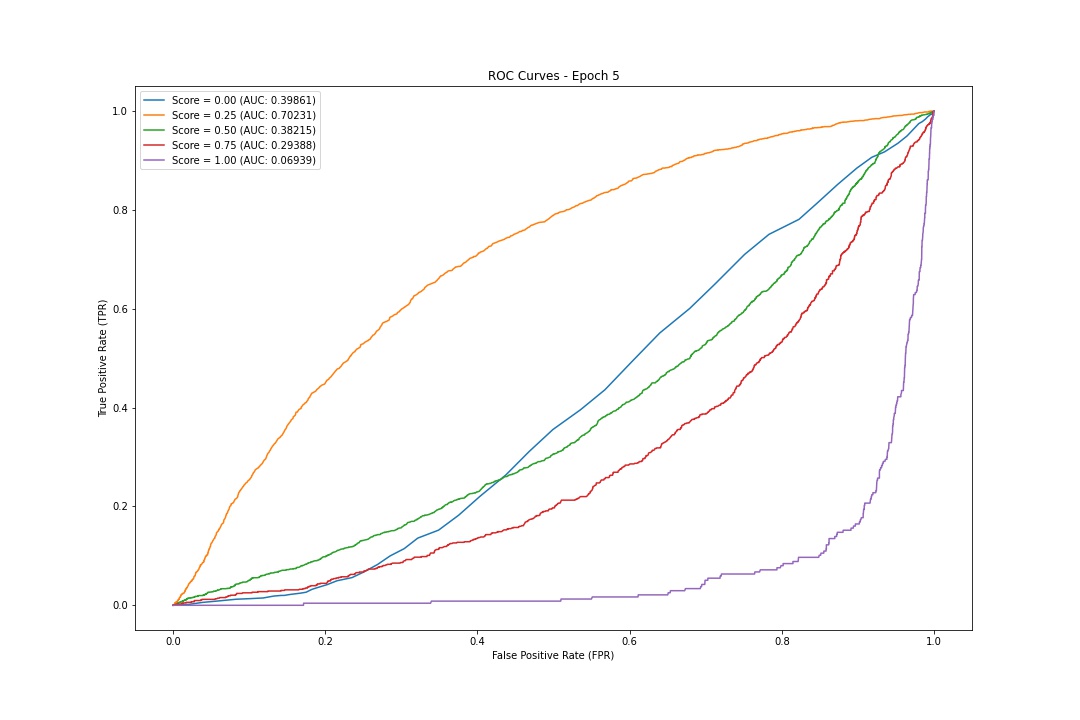 ROC Curves - Epoch 5
Score = 0.00 (AUC: 0.39861)
Score = 0.25 (AUC: 0.70231)
Score = 0.50 (AUC: 0.38215)
Score = 0.75 (AUC: 0.29388)
Score = 1.00 (AUC: 0.06939)
True Positive Rate (TPR)
1.0
0.8
0.6
0.4
0.2
0.0
0.0 0.2 0.4 0.6 0.8 1.0
False Positive Rate (FPR)